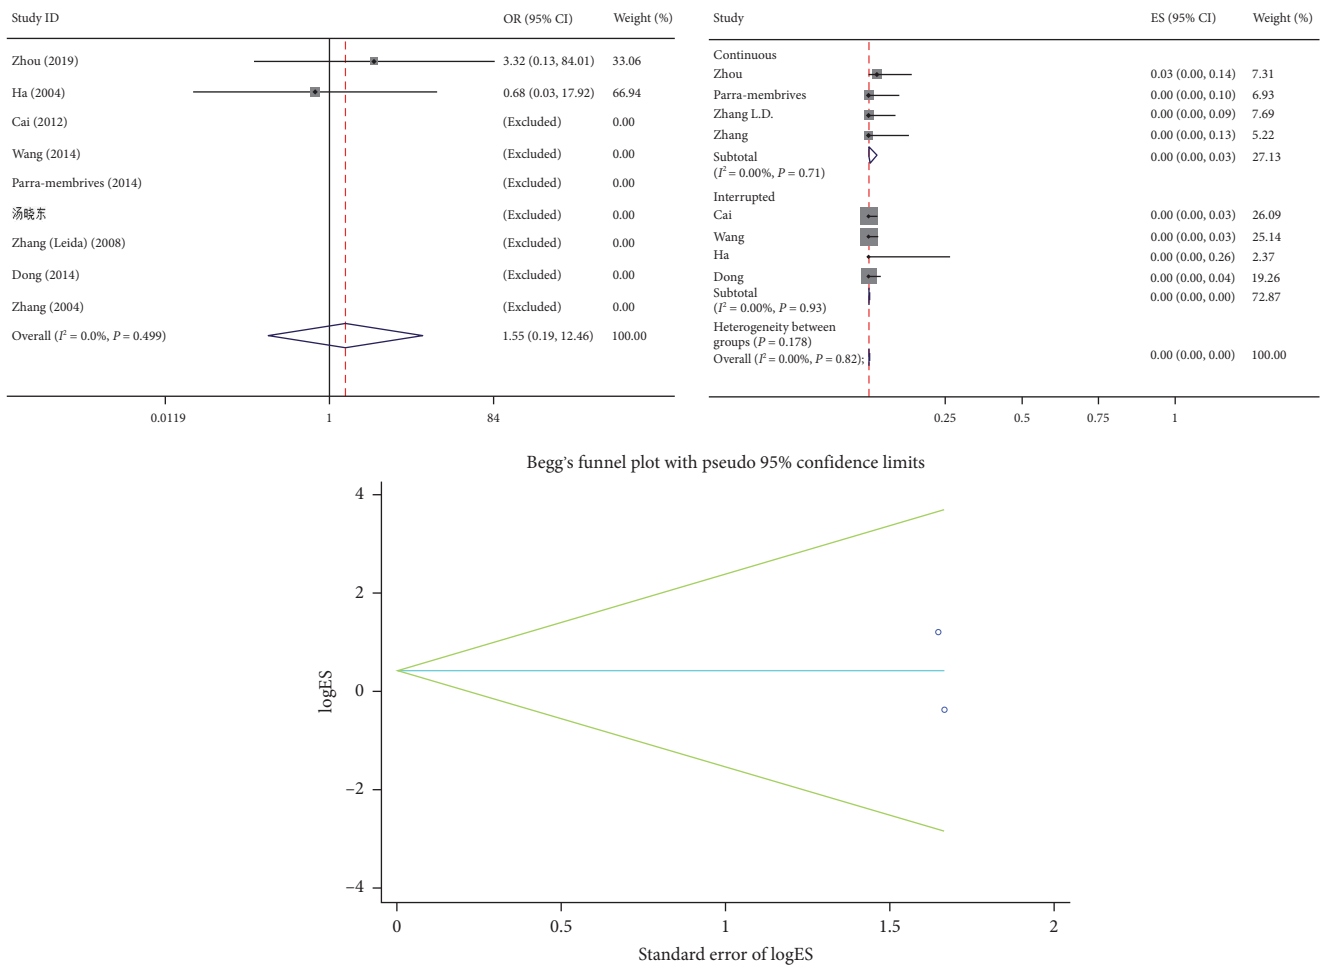 Study ID OR (95% CI) Weight (%)
Zhou (2019) 3.32 (0.13, 84.01) 33.06
Ha (2004) 0.68 (0.03, 17.92) 66.94
Cai (2012) (Excluded) 0.00
Wang (2014) (Excluded) 0.00
Parra-membrives (2014) (Excluded) 0.00
汤晓东 (Excluded) 0.00
Zhang (Leida) (2008) (Excluded) 0.00
Dong (2014) (Excluded) 0.00
Zhang (2004) (Excluded) 0.00
Overall (I² = 0.0%, P = 0.499) 1.55 (0.19, 12.46) 100.00
0.0119 1 84
Study ES (95% CI) Weight (%)
Continuous
Zhou 0.03 (0.00, 0.14) 7.31
Parra-membrives 0.00 (0.00, 0.10) 6.93
Zhang L.D. 0.00 (0.00, 0.09) 7.69
Zhang 0.00 (0.00, 0.13) 5.22
Subtotal 0.00 (0.00, 0.03) 27.13
(I² = 0.00%, P = 0.71)
Interrupted
Cai 0.00 (0.00, 0.03) 26.09
Wang 0.00 (0.00, 0.03) 25.14
Ha 0.00 (0.00, 0.26) 2.37
Dong 0.00 (0.00, 0.04) 19.26
Subtotal 0.00 (0.00, 0.00) 72.87
(I² = 0.00%, P = 0.93)
Heterogeneity between
groups (P = 0.178)
Overall (I² = 0.00%, P = 0.82); 0.00 (0.00, 0.00) 100.00
0.25 0.5 0.75 1
Begg's funnel plot with pseudo 95% confidence limits
4
2
0
−2
−4
logES
0 0.5 1 1.5 2
Standard error of logES